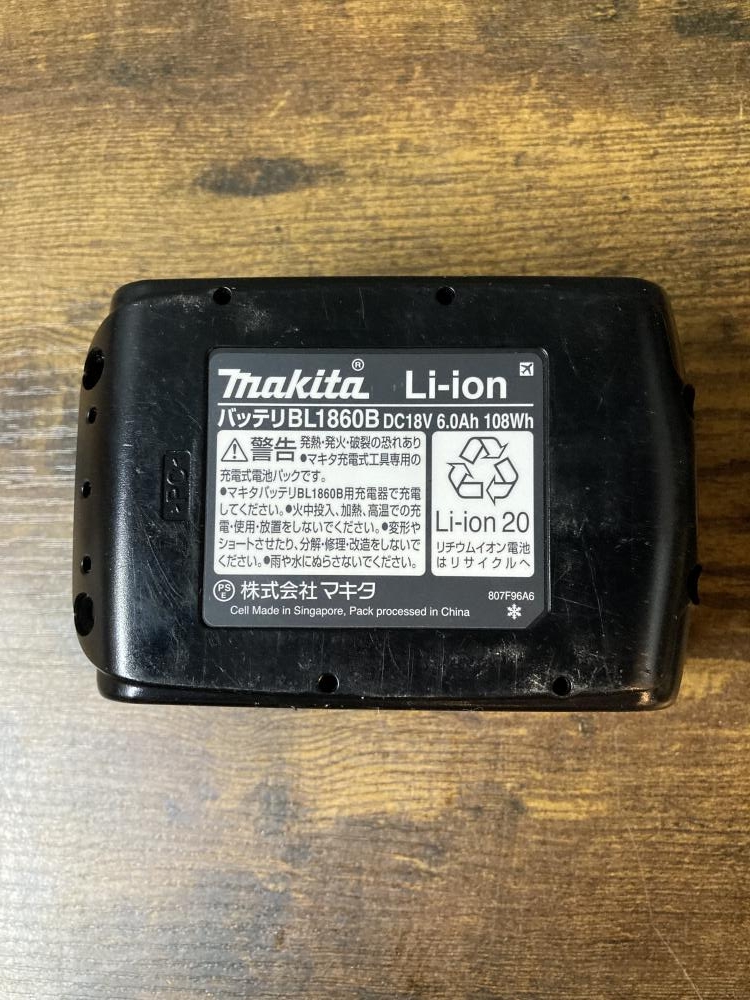 makita® Li-ion
バッテリBL1860B DC18V 6.0Ah 108Wh
警告 発熱・発火・破裂の恐れあり
●マキタ充電式工具専用の
充電式電池パックです。
●マキタバッテリBL1860B用充電器で充電
してください。●火中投入、加熱、高温での充
電・使用・放置をしないでください。●変形や
ショートさせたり、分解・修理・改造をしないで
ください。●雨や水にぬらさないでください。
Li-ion 20
リチウムイオン電池
はリサイクルへ
PSE 株式会社 マキタ
807F96A6
Cell Made in Singapore, Pack processed in China
>PC<